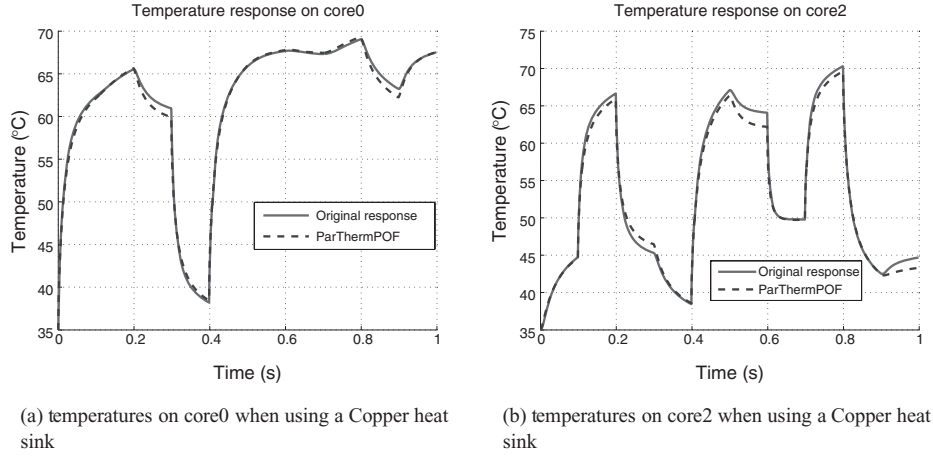 Temperature response on core0
70
65
60
55
50
45
40
35
Temperature (°C)
Original response
ParThermPOF
0
0.2
0.4
0.6
0.8
1
Time (s)
(a) temperatures on core0 when using a Copper heat
sink
Temperature response on core2
75
70
65
60
55
50
45
40
35
Temperature (°C)
Original response
ParThermPOF
0
0.2
0.4
0.6
0.8
1
Time (s)
(b) temperatures on core2 when using a Copper heat
sink